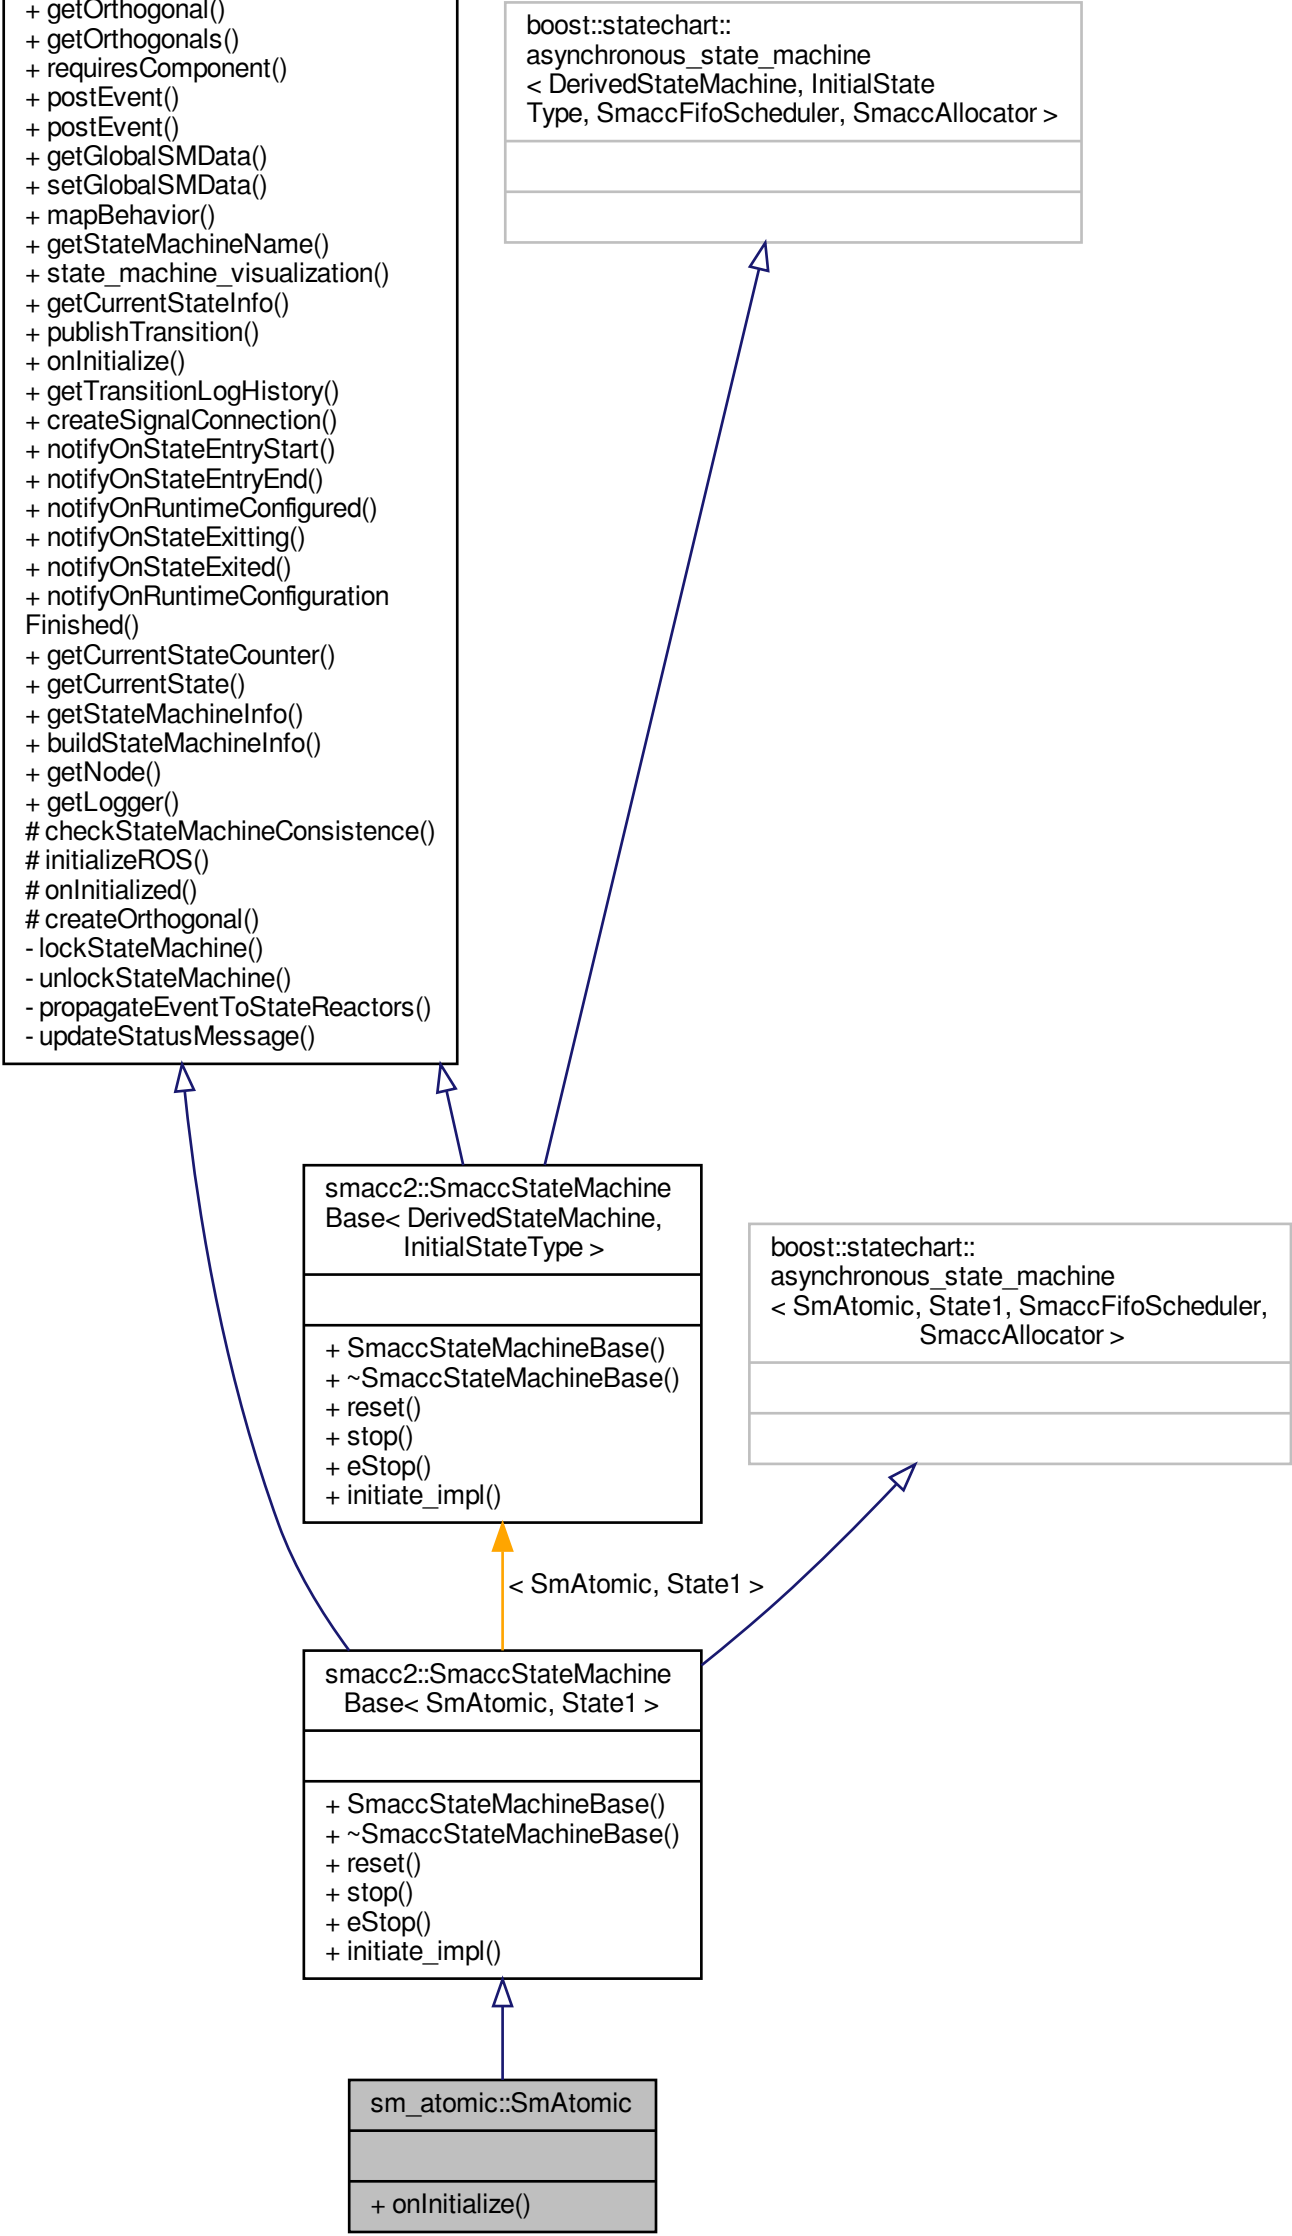 + getOrthogonal()
+ getOrthogonals()
+ requiresComponent()
+ postEvent()
+ postEvent()
+ getGlobalSMData()
+ setGlobalSMData()
+ mapBehavior()
+ getStateMachineName()
+ state_machine_visualization()
+ getCurrentStateInfo()
+ publishTransition()
+ onInitialize()
+ getTransitionLogHistory()
+ createSignalConnection()
+ notifyOnStateEntryStart()
+ notifyOnStateEntryEnd()
+ notifyOnRuntimeConfigured()
+ notifyOnStateExitting()
+ notifyOnStateExited()
+ notifyOnRuntimeConfiguration
Finished()
+ getCurrentStateCounter()
+ getCurrentState()
+ getStateMachineInfo()
+ buildStateMachineInfo()
+ getNode()
+ getLogger()
# checkStateMachineConsistence()
# initializeROS()
# onInitialized()
# createOrthogonal()
- lockStateMachine()
- unlockStateMachine()
- propagateEventToStateReactors()
- updateStatusMessage()
boost::statechart::
asynchronous_state_machine
< DerivedStateMachine, InitialState
Type, SmaccFifoScheduler, SmaccAllocator >
smacc2::SmaccStateMachine
Base< DerivedStateMachine,
InitialStateType >
+ SmaccStateMachineBase()
+ ~SmaccStateMachineBase()
+ reset()
+ stop()
+ eStop()
+ initiate_impl()
boost::statechart::
asynchronous_state_machine
< SmAtomic, State1, SmaccFifoScheduler,
SmaccAllocator >
< SmAtomic, State1 >
smacc2::SmaccStateMachine
Base< SmAtomic, State1 >
+ SmaccStateMachineBase()
+ ~SmaccStateMachineBase()
+ reset()
+ stop()
+ eStop()
+ initiate_impl()
sm_atomic::SmAtomic
+ onInitialize()